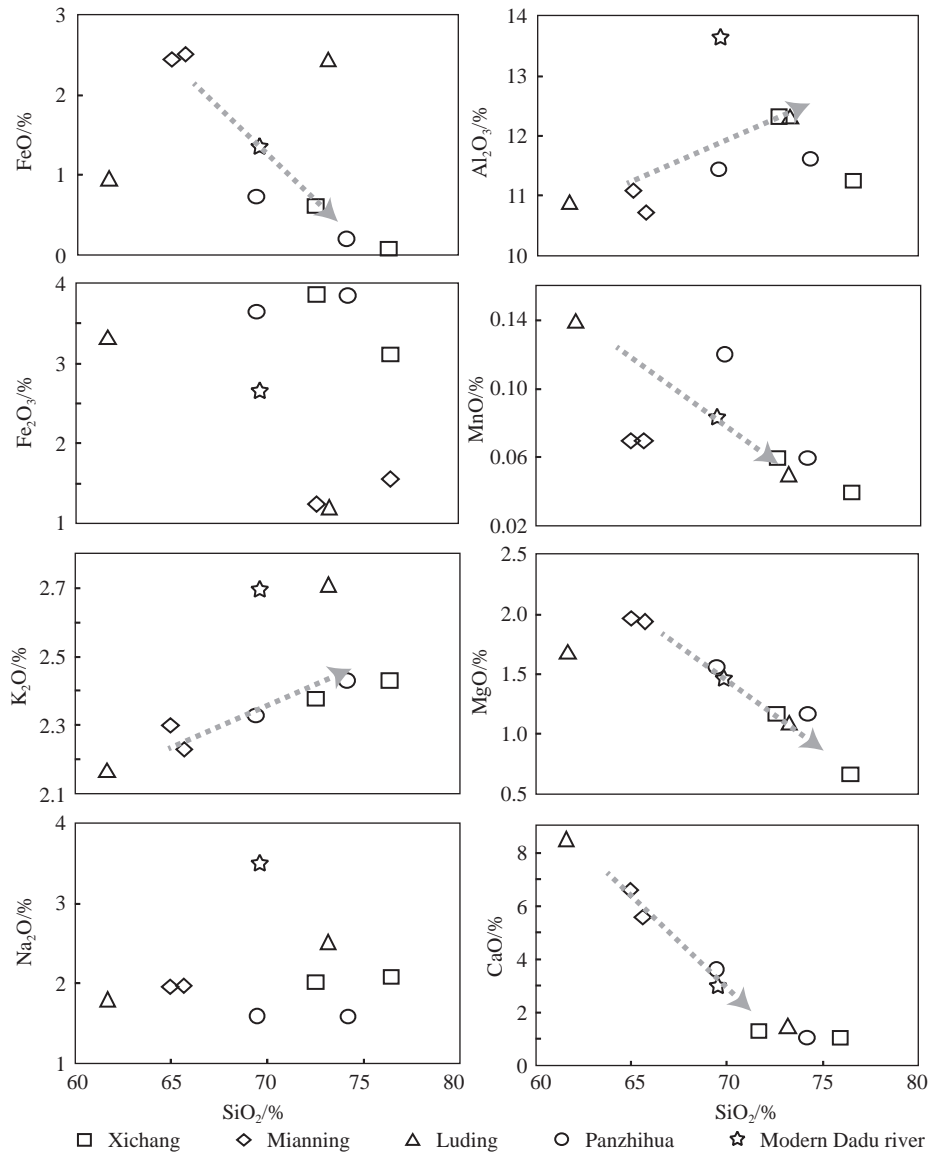 3
2
1
0
FeO/%
14
13
12
11
10
Al₂O₃/%
4
3
2
1
Fe₂O₃/%
0.14
0.10
0.06
0.02
MnO/%
2.7
2.5
2.3
2.1
K₂O/%
2.5
2.0
1.5
1.0
0.5
MgO/%
4
3
2
1
Na₂O/%
60 65 70 75 80
SiO₂/%
8
6
4
2
0
CaO/%
60 65 70 75 80
SiO₂/%
Xichang Mianning Luding Panzhihua Modern Dadu river